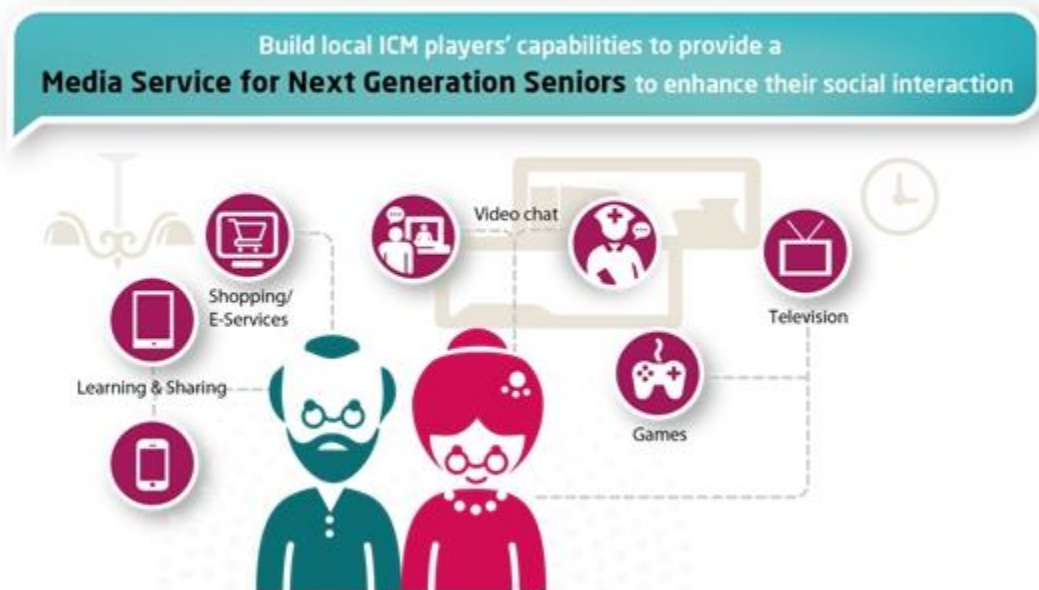 Build local ICM players' capabilities to provide a
Media Service for Next Generation Seniors to enhance their social interaction
Video chat
Shopping/
E-Services
Television
Learning & Sharing
Games